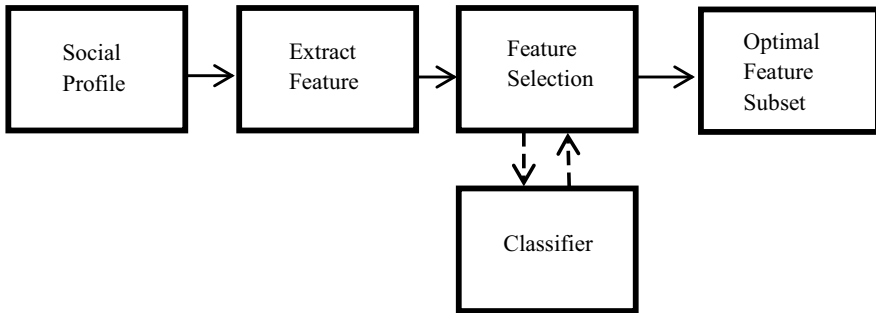 Social
Profile
Extract
Feature
Feature
Selection
Optimal
Feature
Subset
Classifier